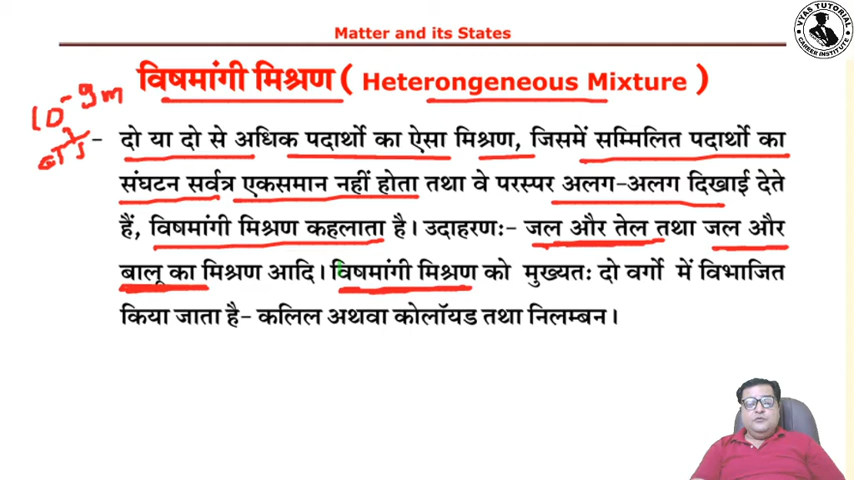 Matter and its States
VYAS TUTORIAL
CAREER INSTITUTE
विषमांगी मिश्रण ( Heterongeneous Mixture )
10⁻⁹m
- दो या दो से अधिक पदार्थो का ऐसा मिश्रण, जिसमें सम्मिलित पदार्थो का
संघटन सर्वत्र एकसमान नहीं होता तथा वे परस्पर अलग-अलग दिखाई देते
हैं, विषमांगी मिश्रण कहलाता है। उदाहरण:- जल और तेल तथा जल और
बालू का मिश्रण आदि। विषमांगी मिश्रण को मुख्यत: दो वर्गो में विभाजित
किया जाता है- कलिल अथवा कोलॉयड तथा निलम्बन।